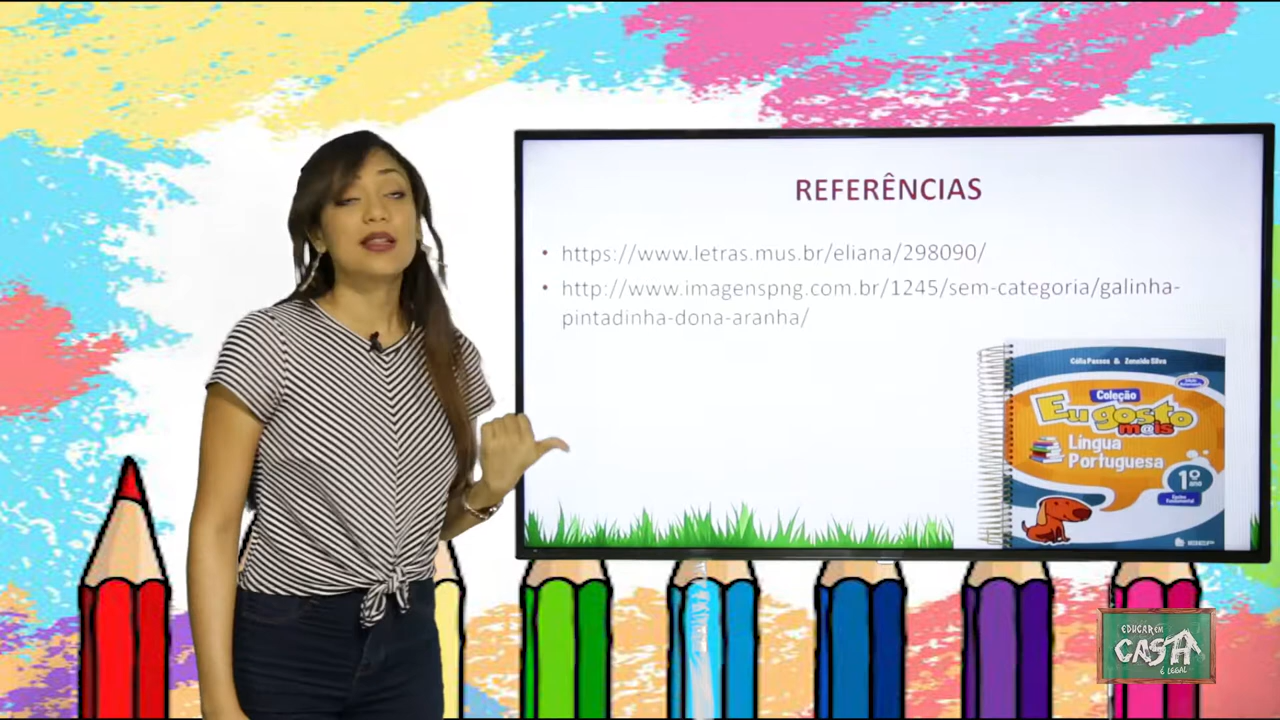 REFERÊNCIAS
• https://www.letras.mus.br/eliana/298090/
• http://www.imagenspng.com.br/1245/sem-categoria/galinha-
pintadinha-dona-aranha/
Célia Passos & Zeneide Silva
Coleção
Eu gosto
m@is
Língua
Portuguesa
1º
ano
Ensino
Fundamental
EDUCAR EM
CASA
É LEGAL